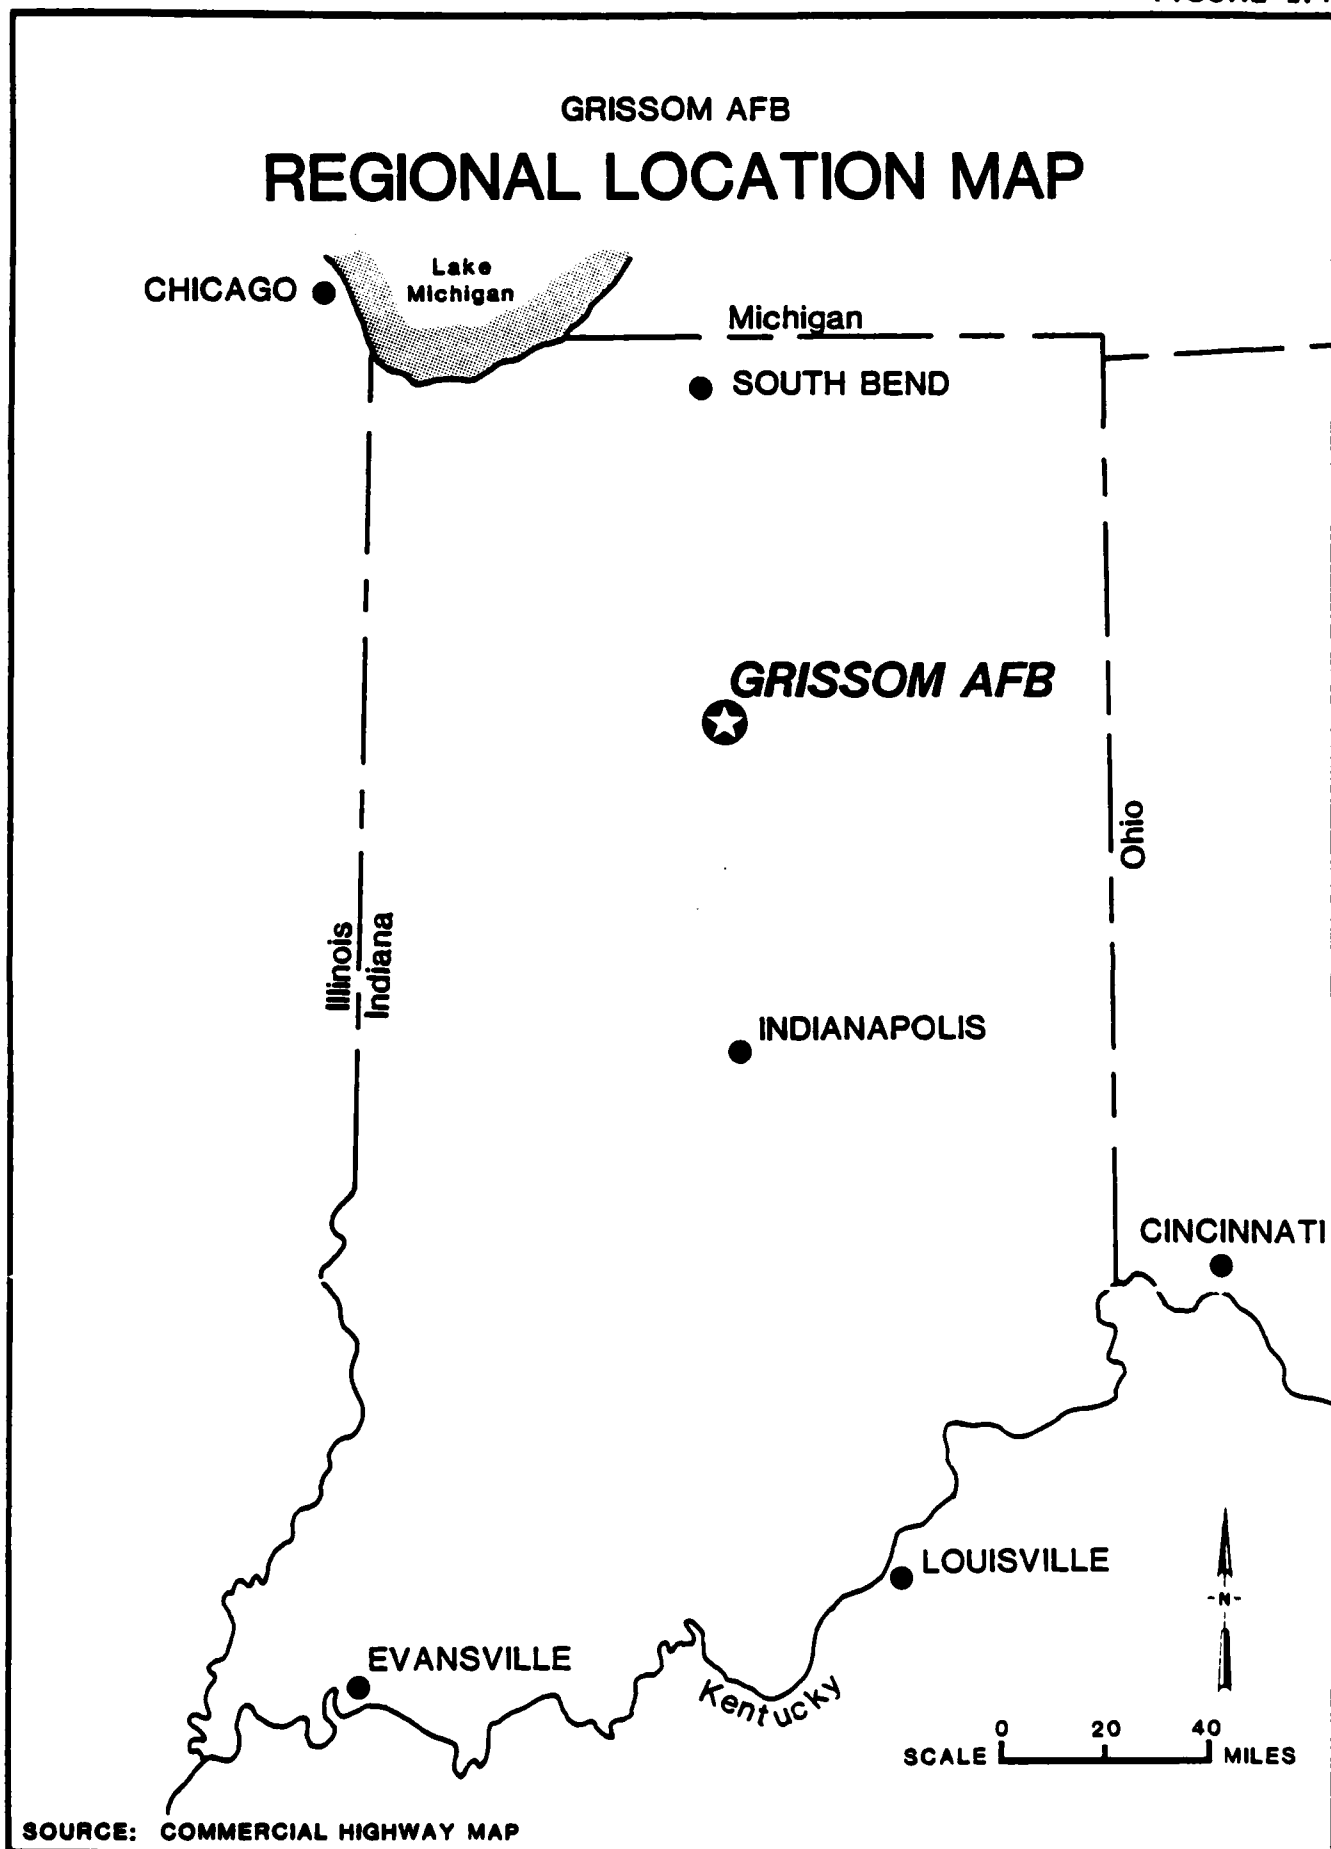 GRISSOM AFB
REGIONAL LOCATION MAP
Lake
Michigan
CHICAGO
Michigan
SOUTH BEND
GRISSOM AFB
Ohio
Illinois
Indiana
INDIANAPOLIS
CINCINNATI
LOUISVILLE
-N-
EVANSVILLE
Kentucky
0 20 40
SCALE MILES
SOURCE: COMMERCIAL HIGHWAY MAP